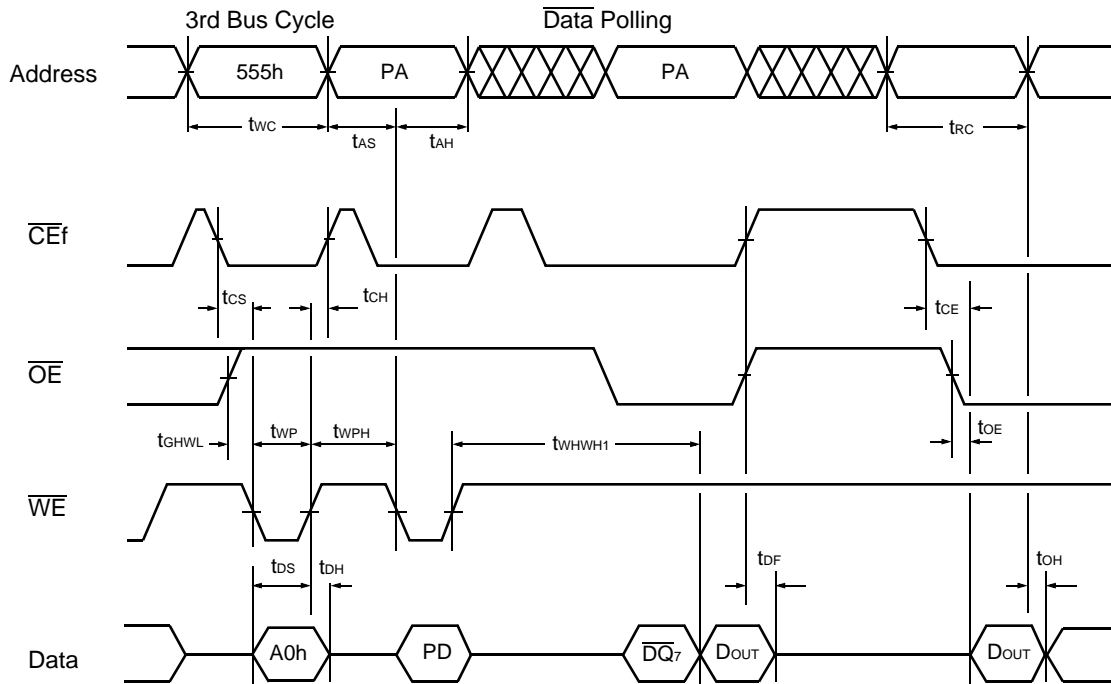 3rd Bus Cycle Data Polling
Address 555h PA PA
tWC tAS tAH tRC
CEf
tCS tCH tCE
OE
tGHWL tWP tWPH tWHWH1 tOE
WE
tDS tDH tDF tOH
Data A0h PD DQ7 DOUT DOUT